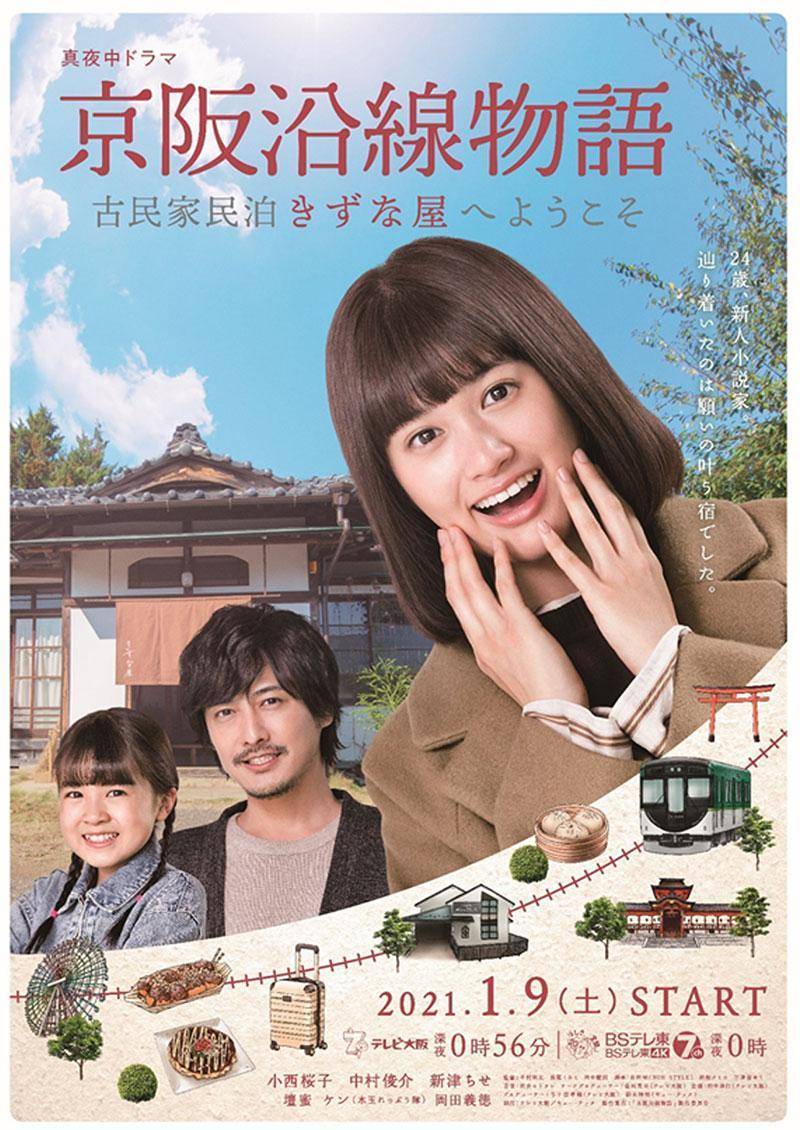 真夜中ドラマ
京阪沿線物語
古民家民泊きずな屋へようこそ
24歳、新人小説家。
辿り着いたのは願いの叶う宿でした。
きずな屋
2021.1.9(土)START
テレビ大阪 深夜0時56分
BSテレ東
BSテレ東4K 7ch 深夜0時
小西桜子 中村俊介 新津ちせ
壇蜜 ケン(水玉れっぷう隊) 岡田義徳